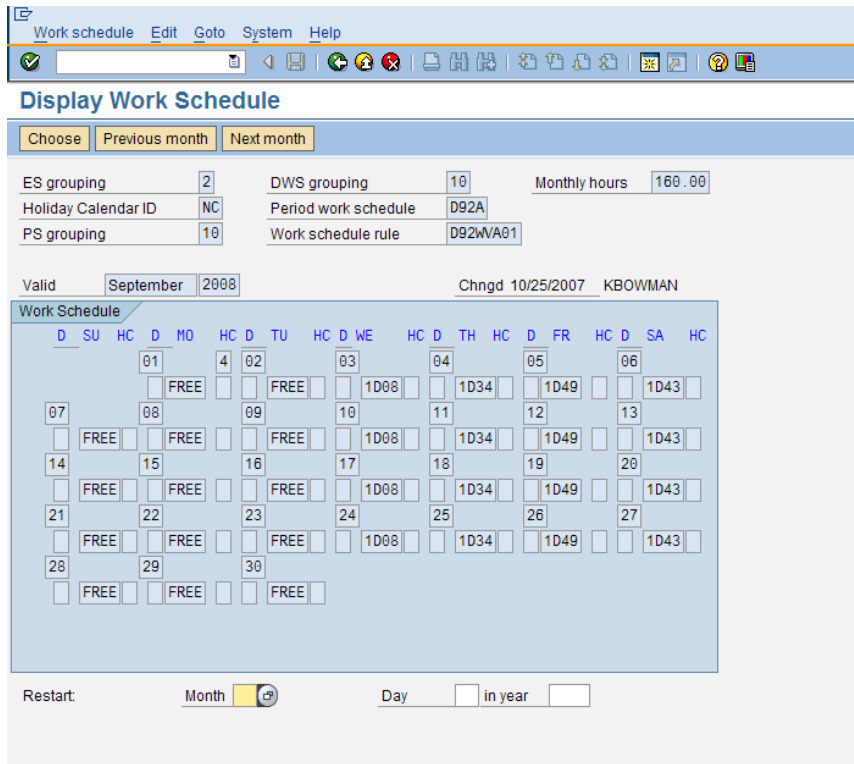 Work schedule Edit Goto System Help
Display Work Schedule
Choose Previous month Next month
ES grouping 2 DWS grouping 10 Monthly hours 160.00
Holiday Calendar ID NC Period work schedule D92A
PS grouping 10 Work schedule rule D92WVA01
Valid September 2008 Chngd 10/25/2007 KBOWMAN
Work Schedule
D SU HC D MO HC D TU HC D WE HC D TH HC D FR HC D SA HC
01 4 02 03 04 05 06
FREE FREE 1D08 1D34 1D49 1D43
07 08 09 10 11 12 13
FREE FREE FREE 1D08 1D34 1D49 1D43
14 15 16 17 18 19 20
FREE FREE FREE 1D08 1D34 1D49 1D43
21 22 23 24 25 26 27
FREE FREE FREE 1D08 1D34 1D49 1D43
28 29 30
FREE FREE FREE
Restart: Month Day in year